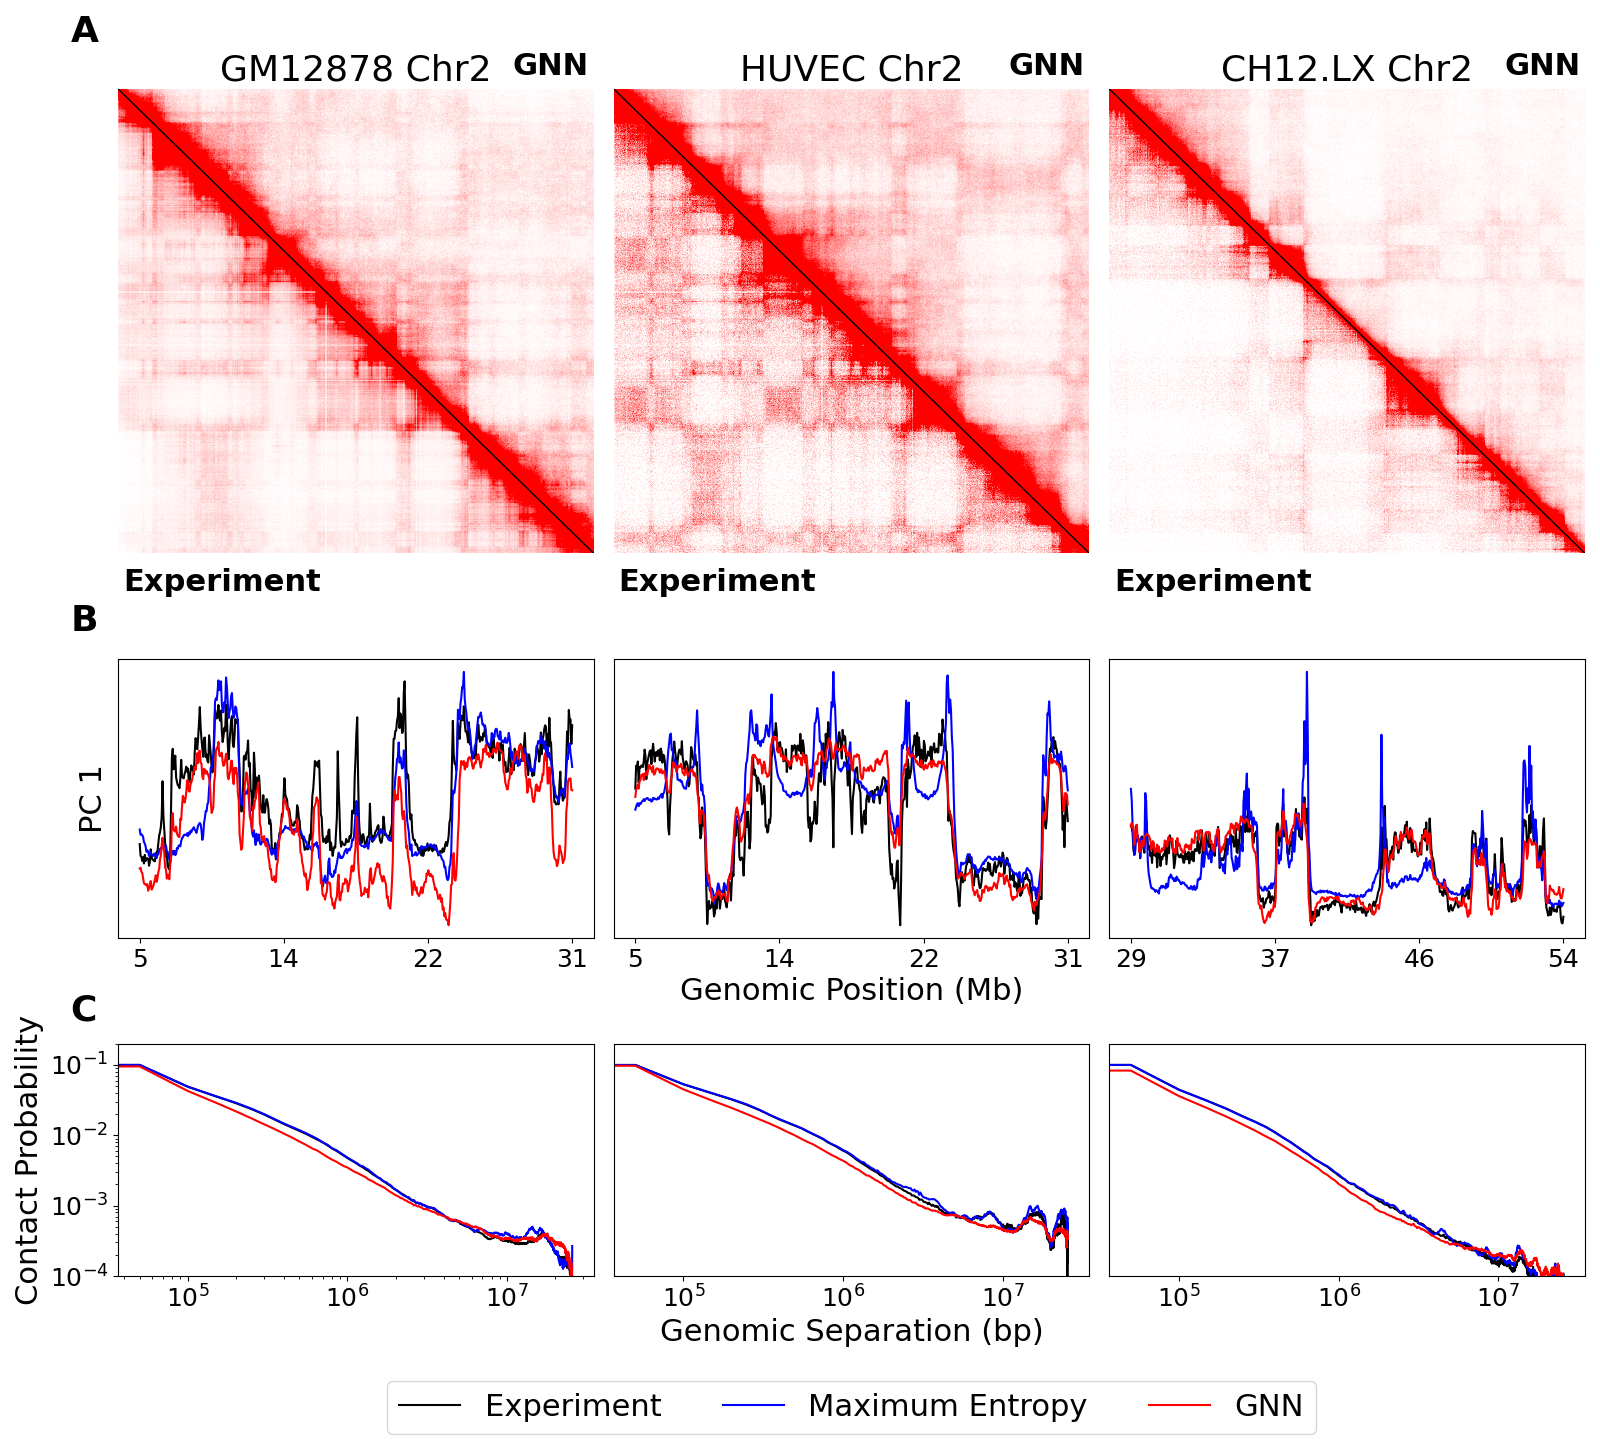 A
GM12878 Chr2 GNN
HUVEC Chr2 GNN
CH12.LX Chr2 GNN
Experiment
Experiment
Experiment
B
PC 1
5 14 22 31
5 14 22 31
29 37 46 54
Genomic Position (Mb)
C
Contact Probability
10⁻¹
10⁻²
10⁻³
10⁻⁴
10⁵ 10⁶ 10⁷
10⁵ 10⁶ 10⁷
10⁵ 10⁶ 10⁷
Genomic Separation (bp)
Experiment Maximum Entropy GNN